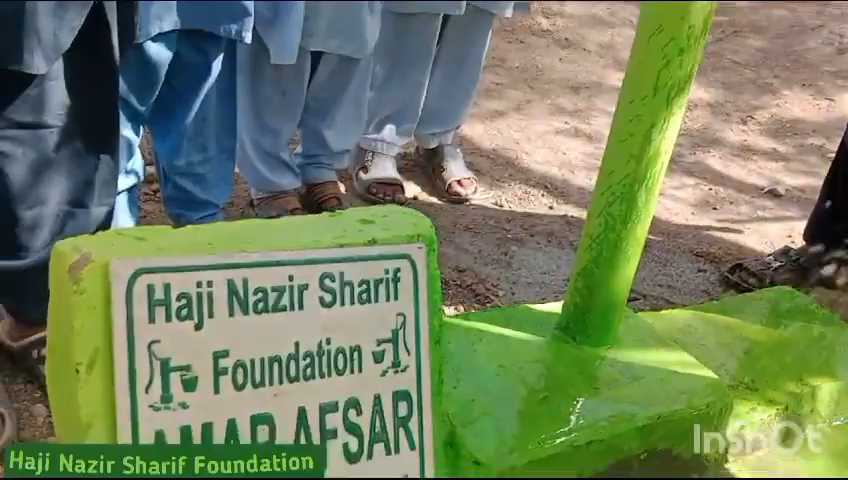 Haji Nazir Sharif
Foundation
AFSAR
Haji Nazir Sharif Foundation
InShOt